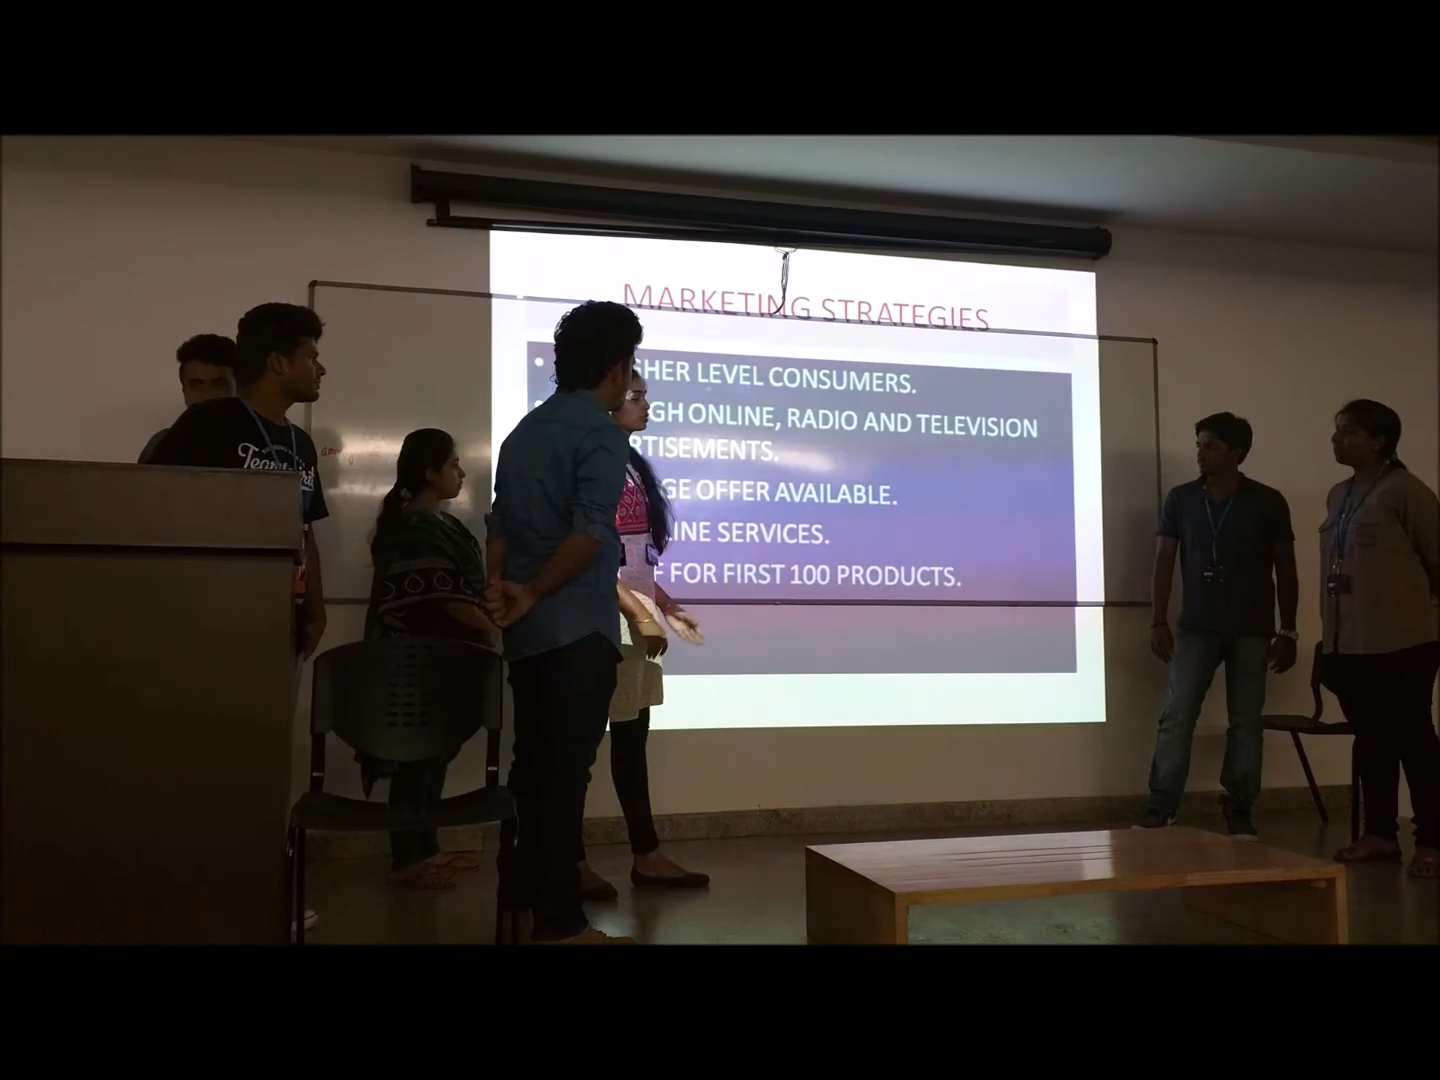 MARKETING STRATEGIES
GHER LEVEL CONSUMERS.
GH ONLINE, RADIO AND TELEVISION
RTISEMENTS.
GE OFFER AVAILABLE.
LINE SERVICES.
F FOR FIRST 100 PRODUCTS.